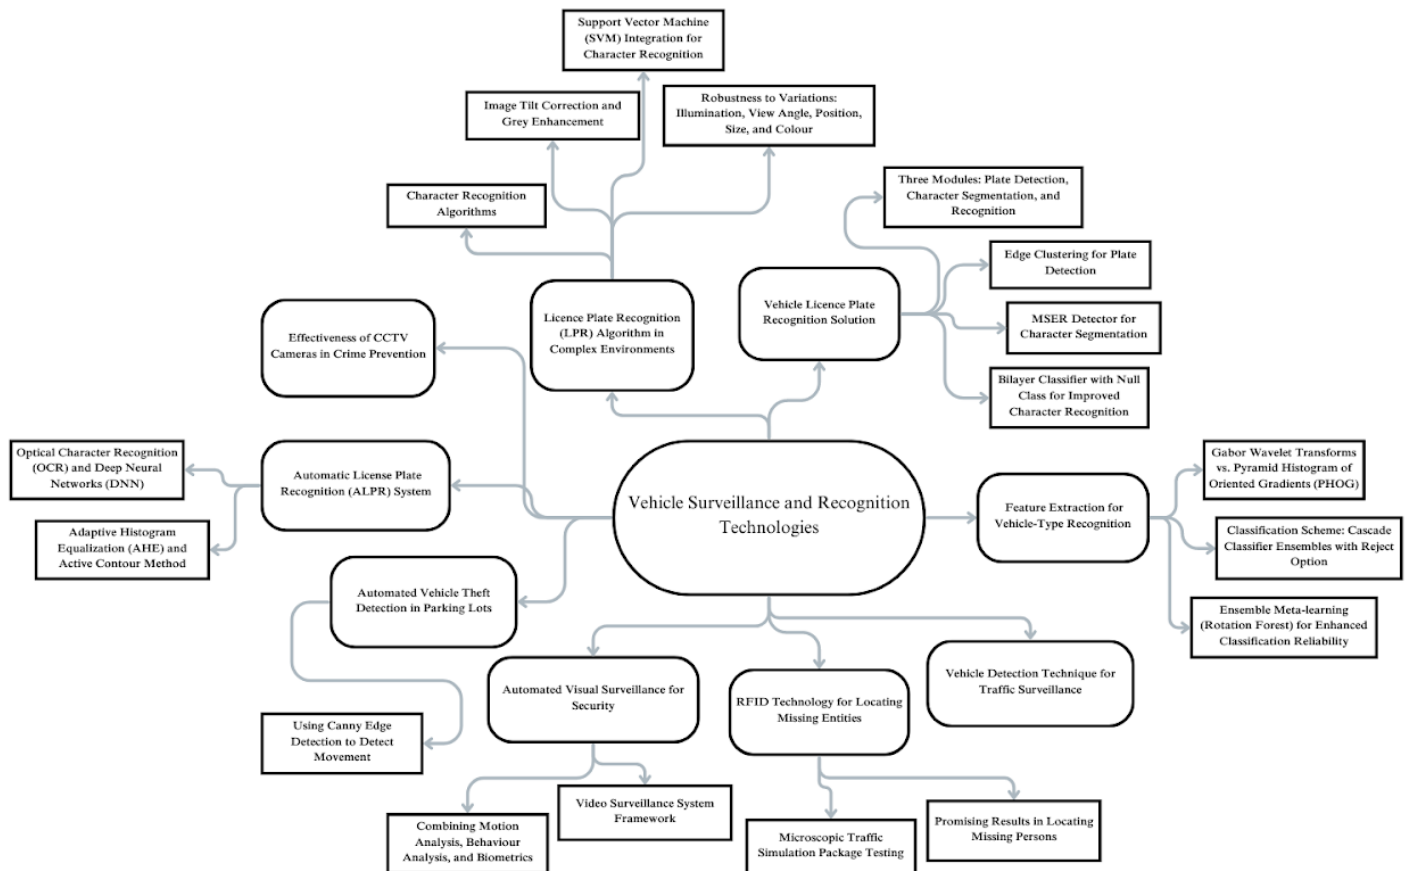 Support Vector Machine
(SVM) Integration for
Character Recognition
Image Tilt Correction and
Grey Enhancement
Robustness to Variations:
Illumination, View Angle, Position,
Size, and Colour
Character Recognition
Algorithms
Three Modules: Plate Detection,
Character Segmentation, and
Recognition
Edge Clustering for Plate
Detection
MSER Detector for
Character Segmentation
Bilayer Classifier with Null
Class for Improved
Character Recognition
Vehicle Licence Plate
Recognition Solution
Licence Plate Recognition
(LPR) Algorithm in
Complex Environments
Effectiveness of CCTV
Cameras in Crime Prevention
Optical Character Recognition
(OCR) and Deep Neural
Networks (DNN)
Automatic License Plate
Recognition (ALPR) System
Adaptive Histogram
Equalization (AHE) and
Active Contour Method
Vehicle Surveillance and Recognition
Technologies
Feature Extraction for
Vehicle-Type Recognition
Gabor Wavelet Transforms
vs. Pyramid Histogram of
Oriented Gradients (PHOG)
Classification Scheme: Cascade
Classifier Ensembles with Reject
Option
Ensemble Meta-learning
(Rotation Forest) for Enhanced
Classification Reliability
Automated Vehicle Theft
Detection in Parking Lots
Using Canny Edge
Detection to Detect
Movement
Automated Visual Surveillance for
Security
RFID Technology for Locating
Missing Entities
Vehicle Detection Technique for
Traffic Surveillance
Combining Motion
Analysis, Behaviour
Analysis, and Biometrics
Video Surveillance System
Framework
Microscopic Traffic
Simulation Package Testing
Promising Results in Locating
Missing Persons